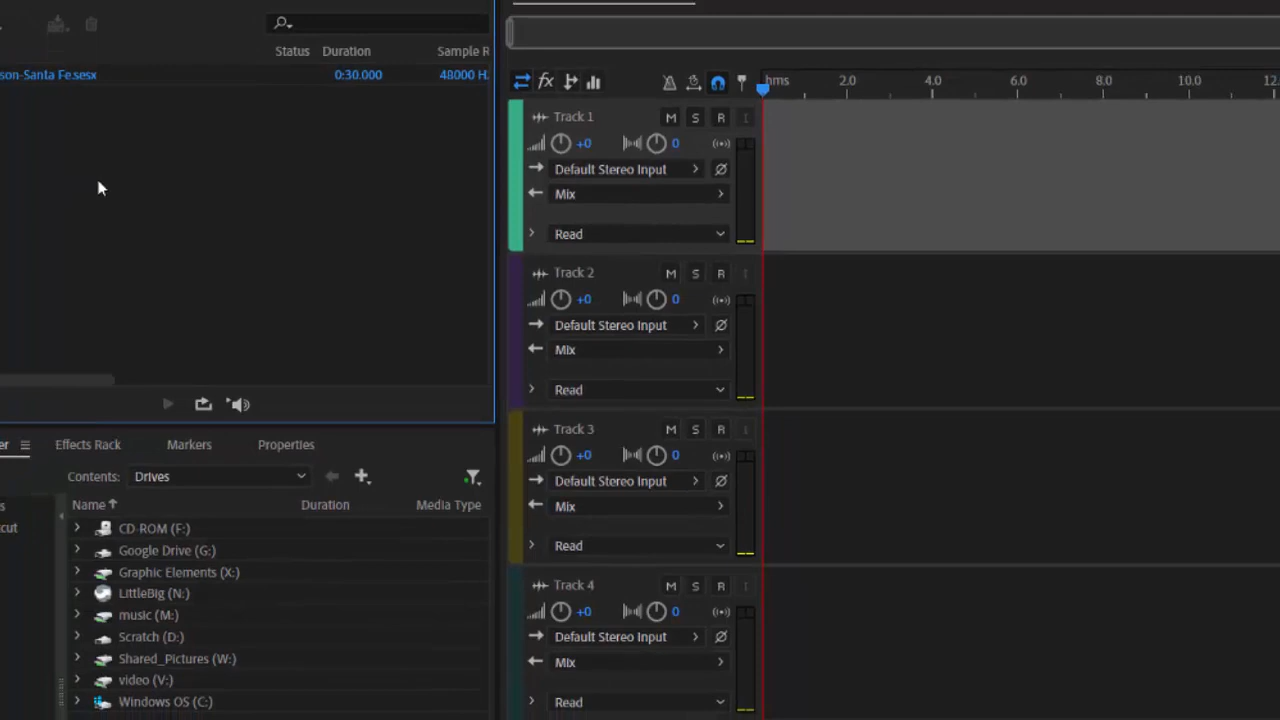 Status Duration Sample R
son-Santa Fe.sesx 0:30.000 48000 H
er Effects Rack Markers Properties
Contents: Drives
Name Duration Media Type
s
cut
CD-ROM (F:)
Google Drive (G:)
Graphic Elements (X:)
LittleBig (N:)
music (M:)
Scratch (D:)
Shared_Pictures (W:)
video (V:)
Windows OS (C:)
fx
hms 2.0 4.0 6.0 8.0 10.0 12.
Track 1 M S R I
+0 0
Default Stereo Input
Mix
Read
Track 2 M S R I
+0 0
Default Stereo Input
Mix
Read
Track 3 M S R I
+0 0
Default Stereo Input
Mix
Read
Track 4 M S R I
+0 0
Default Stereo Input
Mix
Read